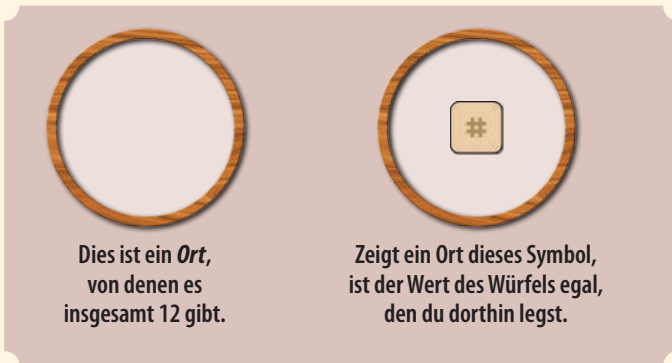 #
Dies ist ein Ort,
von denen es
insgesamt 12 gibt.
Zeigt ein Ort dieses Symbol,
ist der Wert des Würfels egal,
den du dorthin legst.